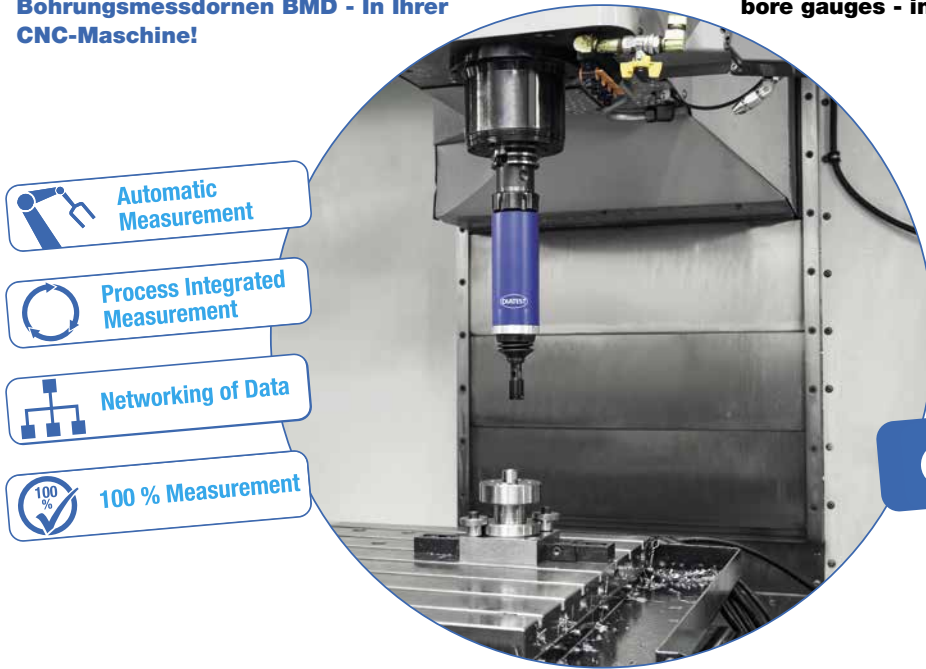 Bohrungsmessdornen BMD - In Ihrer
CNC-Maschine!
bore gauges - in
Automatic
Measurement
Process Integrated
Measurement
Networking of Data
100
%
100 % Measurement
DIATEST